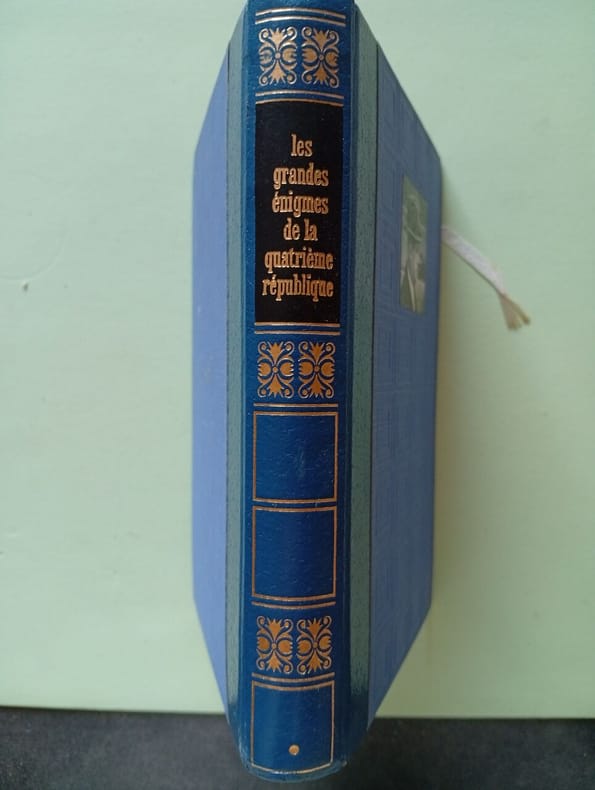 les
grandes
énigmes
de la
quatrième
république